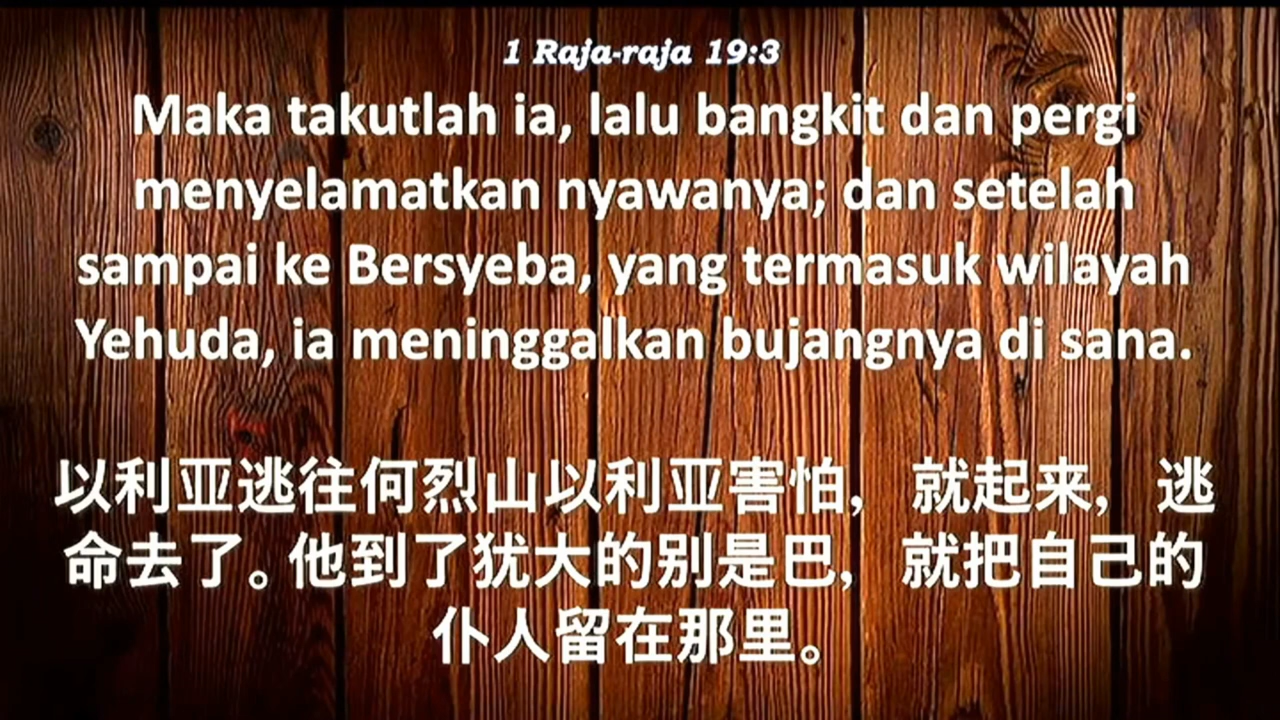 1 Raja-raja 19:3
Maka takutlah ia, lalu bangkit dan pergi
menyelamatkan nyawanya; dan setelah
sampai ke Bersyeba, yang termasuk wilayah
Yehuda, ia meninggalkan bujangnya di sana.
以利亚逃往何烈山以利亚害怕， 就起来， 逃
命去了。他到了犹大的别是巴， 就把自己的
仆人留在那里。